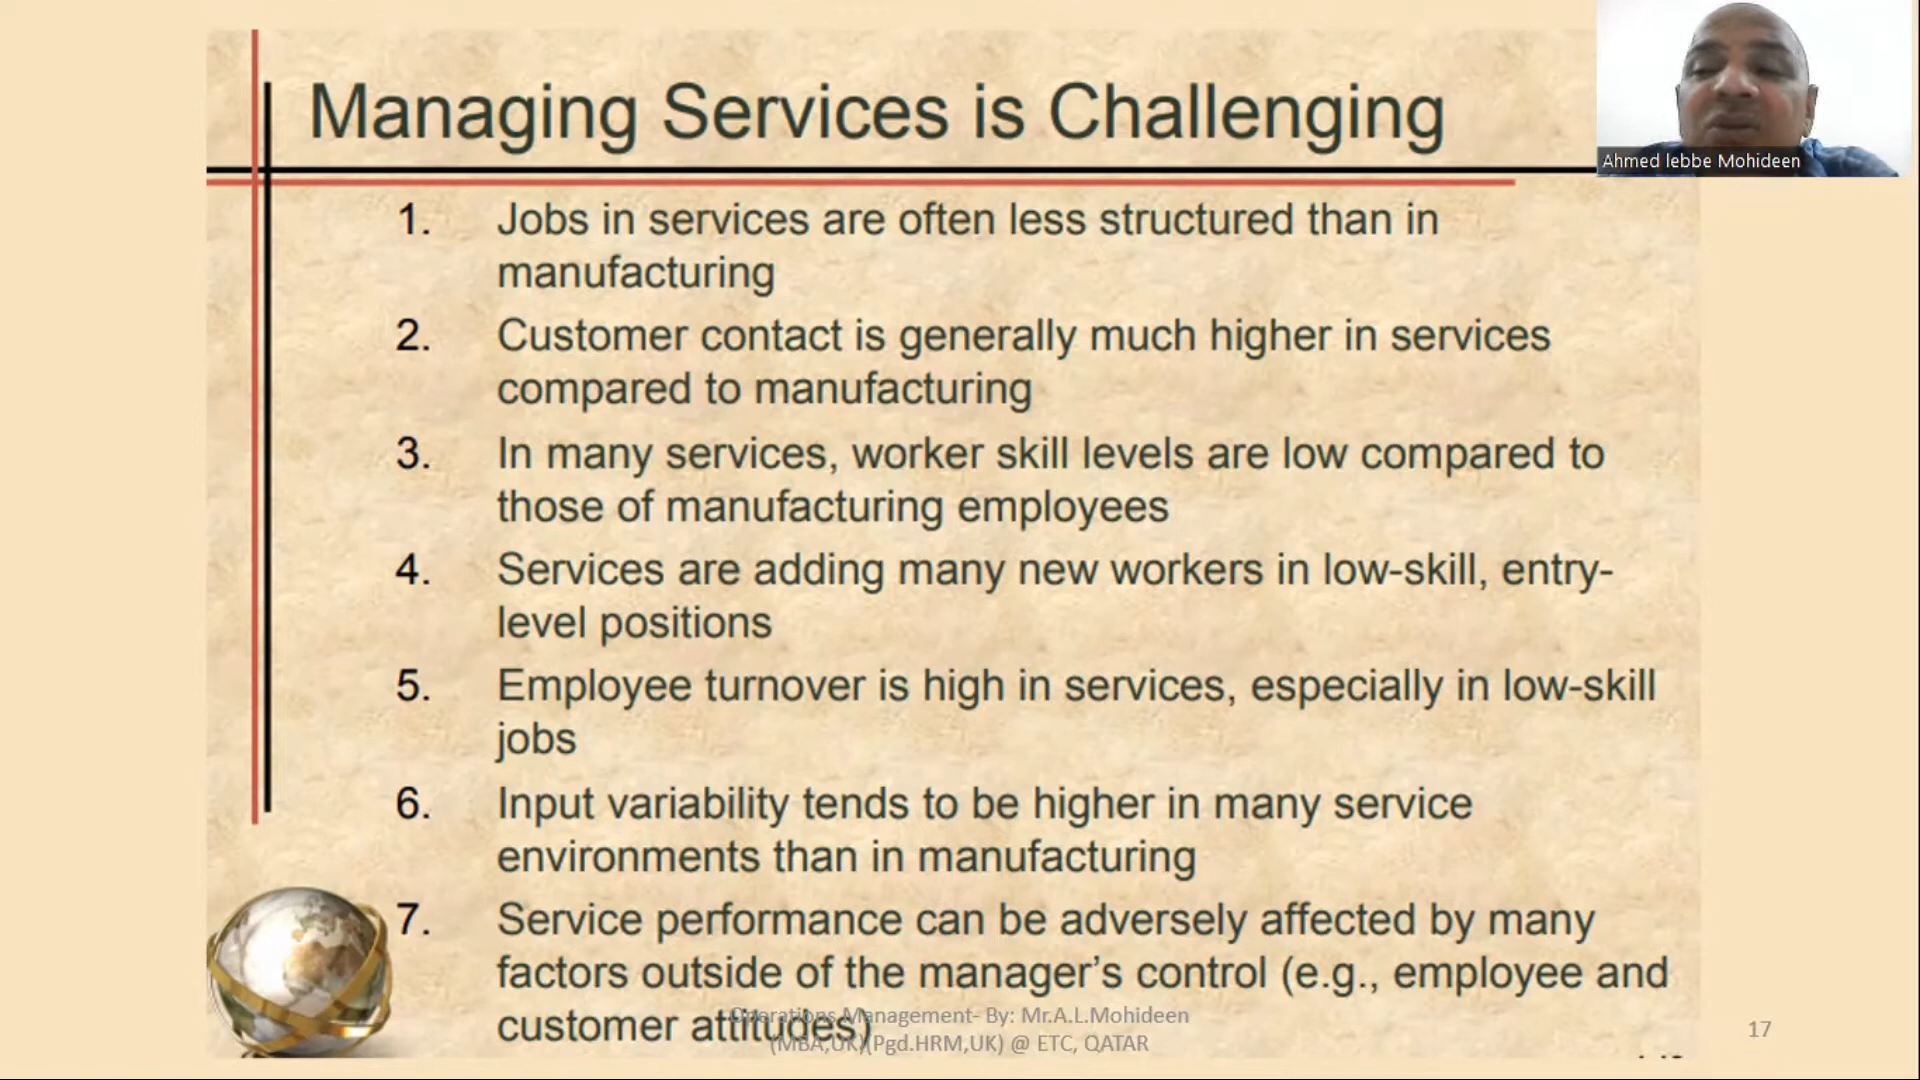 Managing Services is Challenging
Ahmed lebbe Mohideen
1. Jobs in services are often less structured than in
manufacturing
2. Customer contact is generally much higher in services
compared to manufacturing
3. In many services, worker skill levels are low compared to
those of manufacturing employees
4. Services are adding many new workers in low-skill, entry-
level positions
5. Employee turnover is high in services, especially in low-skill
jobs
6. Input variability tends to be higher in many service
environments than in manufacturing
7. Service performance can be adversely affected by many
factors outside of the manager's control (e.g., employee and
customer attitudes)
Operations Management- By: Mr.A.L.Mohideen
(MBA,UK)(Pgd.HRM,UK) @ ETC, QATAR
17